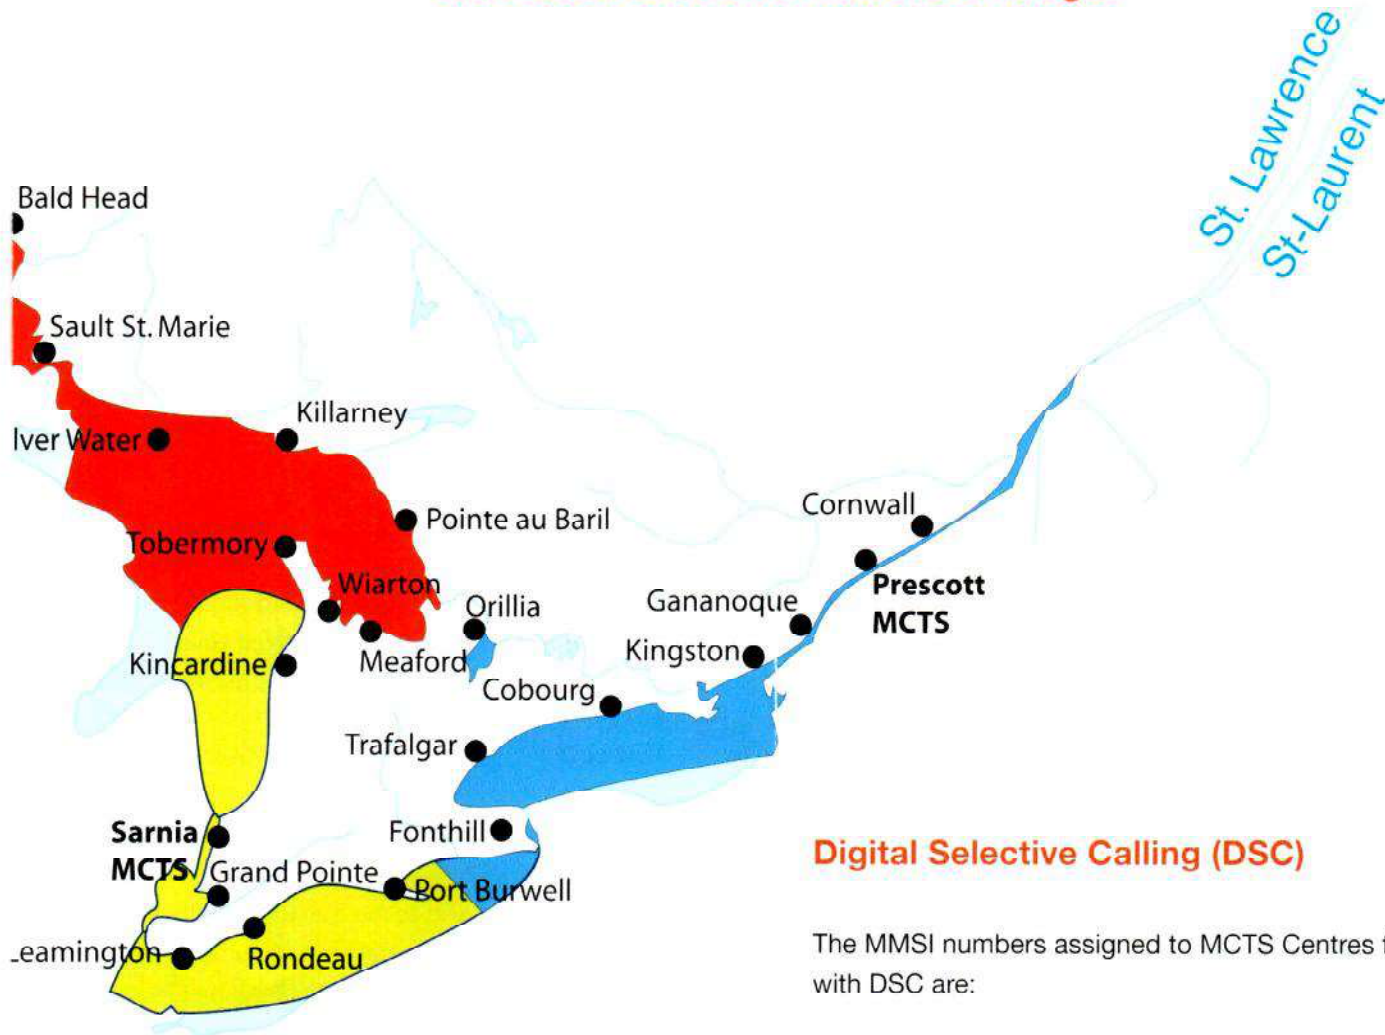 St. Lawrence
St-Laurent
Bald Head
Sault St. Marie
Killarney
lver Water
Cornwall
Pointe au Baril
Tobermory
Prescott
MCTS
Wiarton
Gananoque
Orillia
Kingston
Meaford
Kincardine
Cobourg
Trafalgar
Sarnia
MCTS
Fonthill
Grand Pointe
Port Burwell
eamington
Rondeau
Digital Selective Calling (DSC)
The MMSI numbers assigned to MCTS Centres
with DSC are: